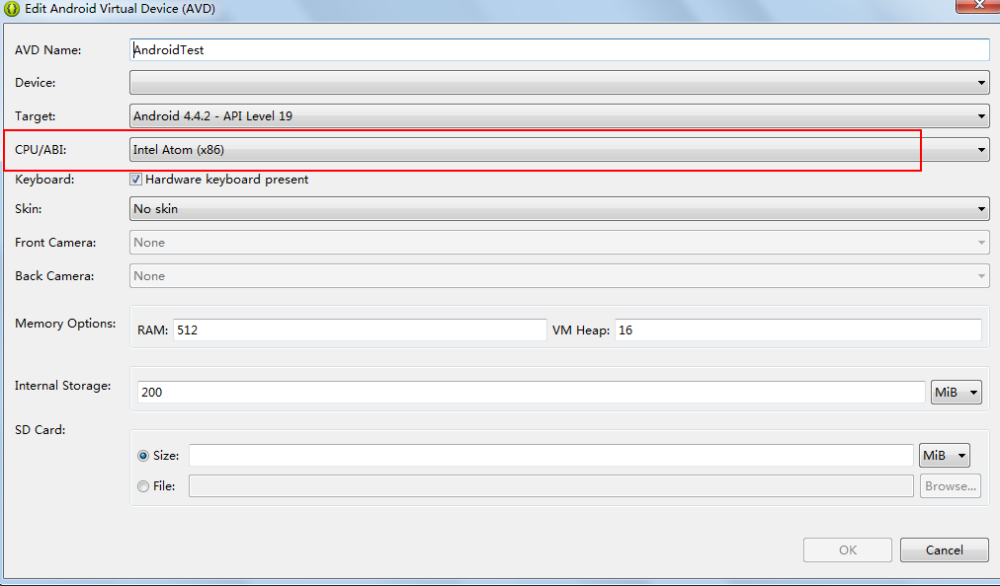 Edit Android Virtual Device (AVD)
AVD Name: AndroidTest
Device:
Target: Android 4.4.2 - API Level 19
CPU/ABI: Intel Atom (x86)
Keyboard: Hardware keyboard present
Skin: No skin
Front Camera: None
Back Camera: None
Memory Options: RAM: 512 VM Heap: 16
Internal Storage: 200 MiB
SD Card:
Size: MiB
File: Browse...
OK Cancel